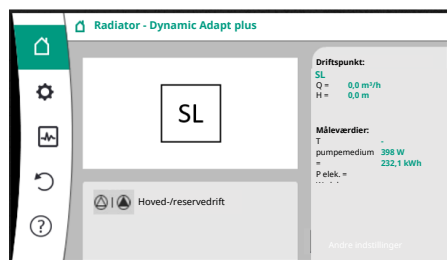 Radiator - Dynamic Adapt plus
SL
Hoved-/reservedrift
Driftspunkt:
SL
Q = 0,0 m³/h
H = 0,0 m
Måleværdier:
T -
pumpemedium 398 W
= 232,1 kWh
P elek. =
Andre indstillinger
?